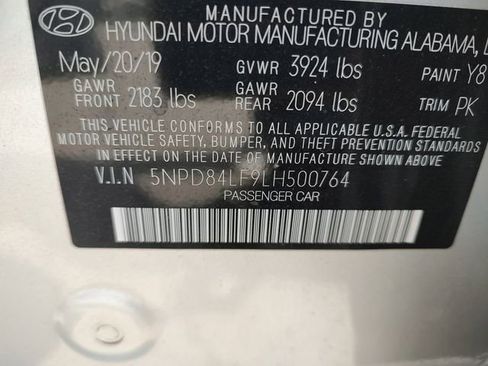 MANUFACTURED BY
HYUNDAI MOTOR MANUFACTURING ALABAMA,
May/20/19 GVWR 3924 lbs PAINT Y8
GAWR FRONT 2183 lbs GAWR REAR 2094 lbs TRIM PK
THIS VEHICLE CONFORMS TO ALL APPLICABLE U.S.A. FEDERAL
MOTOR VEHICLE SAFETY, BUMPER, AND THEFT PREVENTION
IN EFFECT ON THE DATE OF MANUFACTURE SHOWN ABOVE.
V.I.N 5NPD84LF9LH500764
PASSENGER CAR